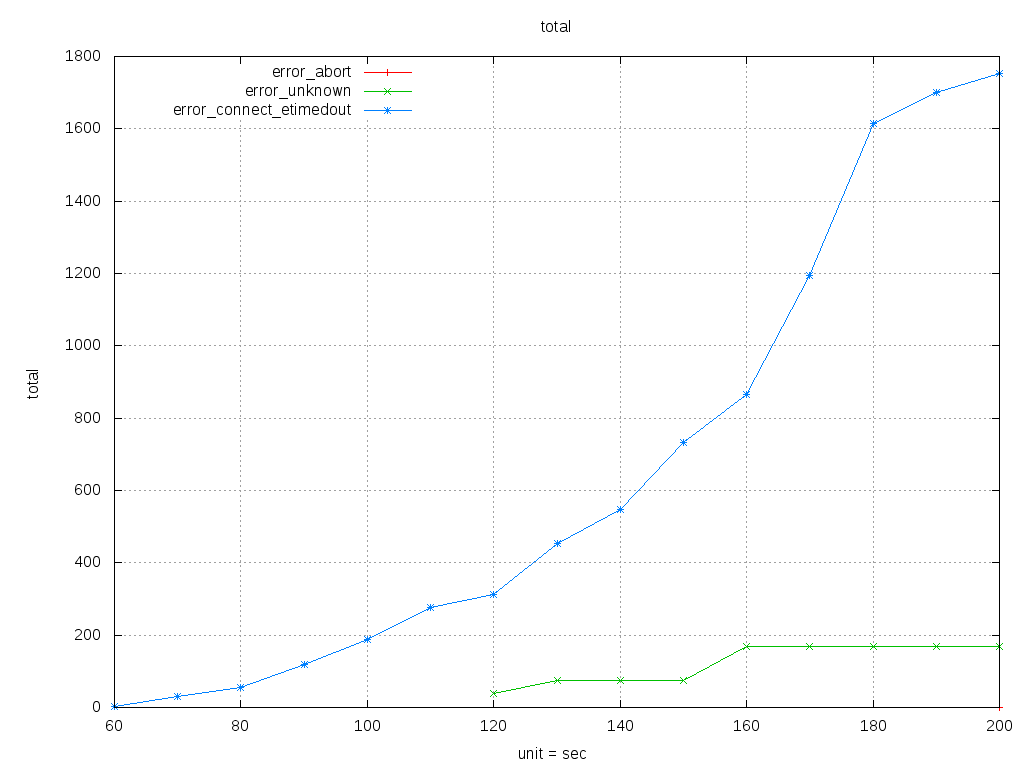 total
error_abort
error_unknown
error_connect_etimedout
1800
1600
1400
1200
1000
800
600
400
200
0
total
60 80 100 120 140 160 180 200
unit = sec